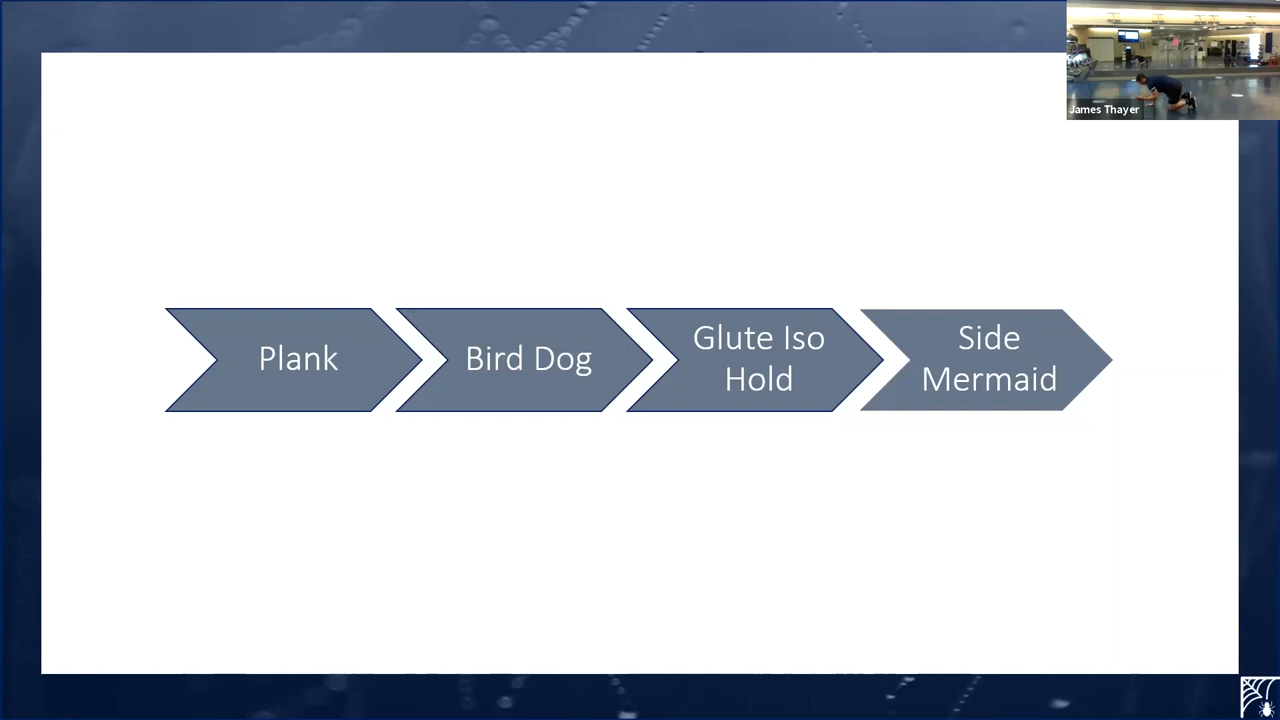 James Thayer
Plank
Bird Dog
Glute Iso
Hold
Side
Mermaid